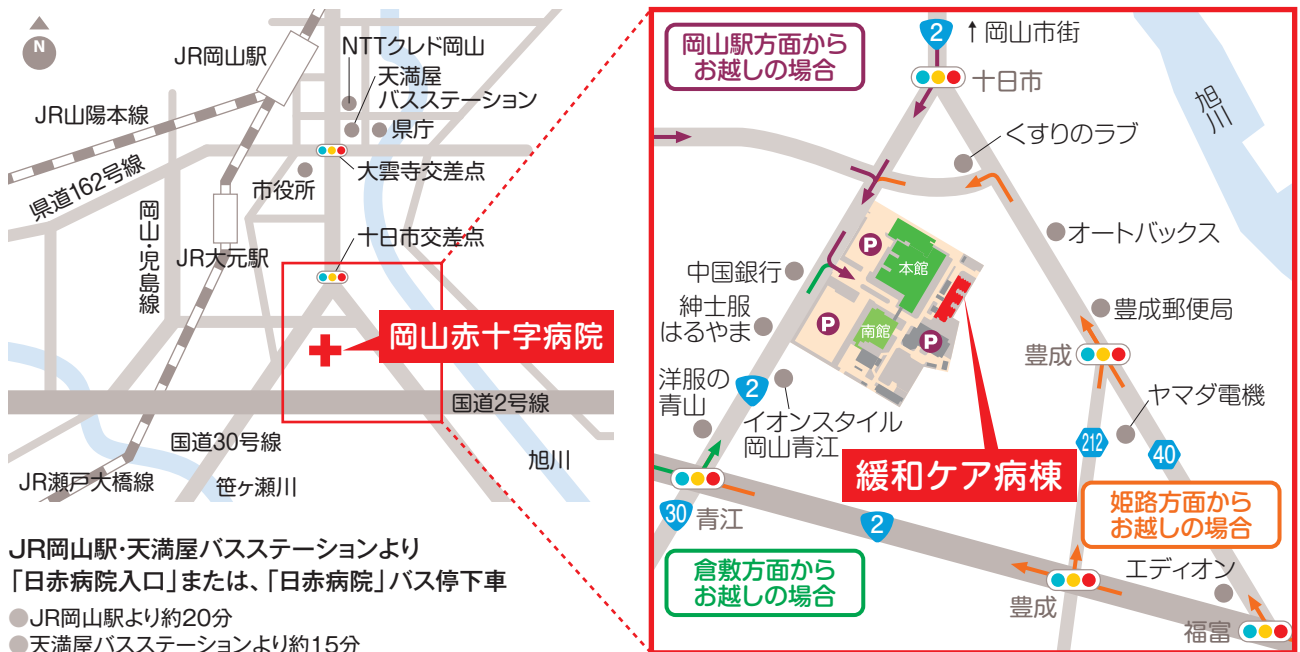 N
JR岡山駅
NTTクレド岡山
天満屋
バスステーション
県庁
JR山陽本線
大雲寺交差点
県道162号線
市役所
岡山・児島線
十日市交差点
JR大元駅
岡山赤十字病院
国道2号線
国道30号線
旭川
JR瀬戸大橋線
笹ヶ瀬川
JR岡山駅・天満屋バスステーションより
「日赤病院入口」または、「日赤病院」バス停下車
●JR岡山駅より約20分
●天満屋バスステーションより約15分
岡山駅方面から
お越しの場合
2
↑岡山市街
十日市
旭川
くすりのラブ
オートバックス
P
本館
中国銀行
紳士服
はるやま
P
南館
P
豊成郵便局
豊成
洋服の
青山
2
イオンスタイル
岡山青江
ヤマダ電機
緩和ケア病棟
212
40
30
青江
2
姫路方面から
お越しの場合
倉敷方面から
お越しの場合
豊成
エディオン
福富